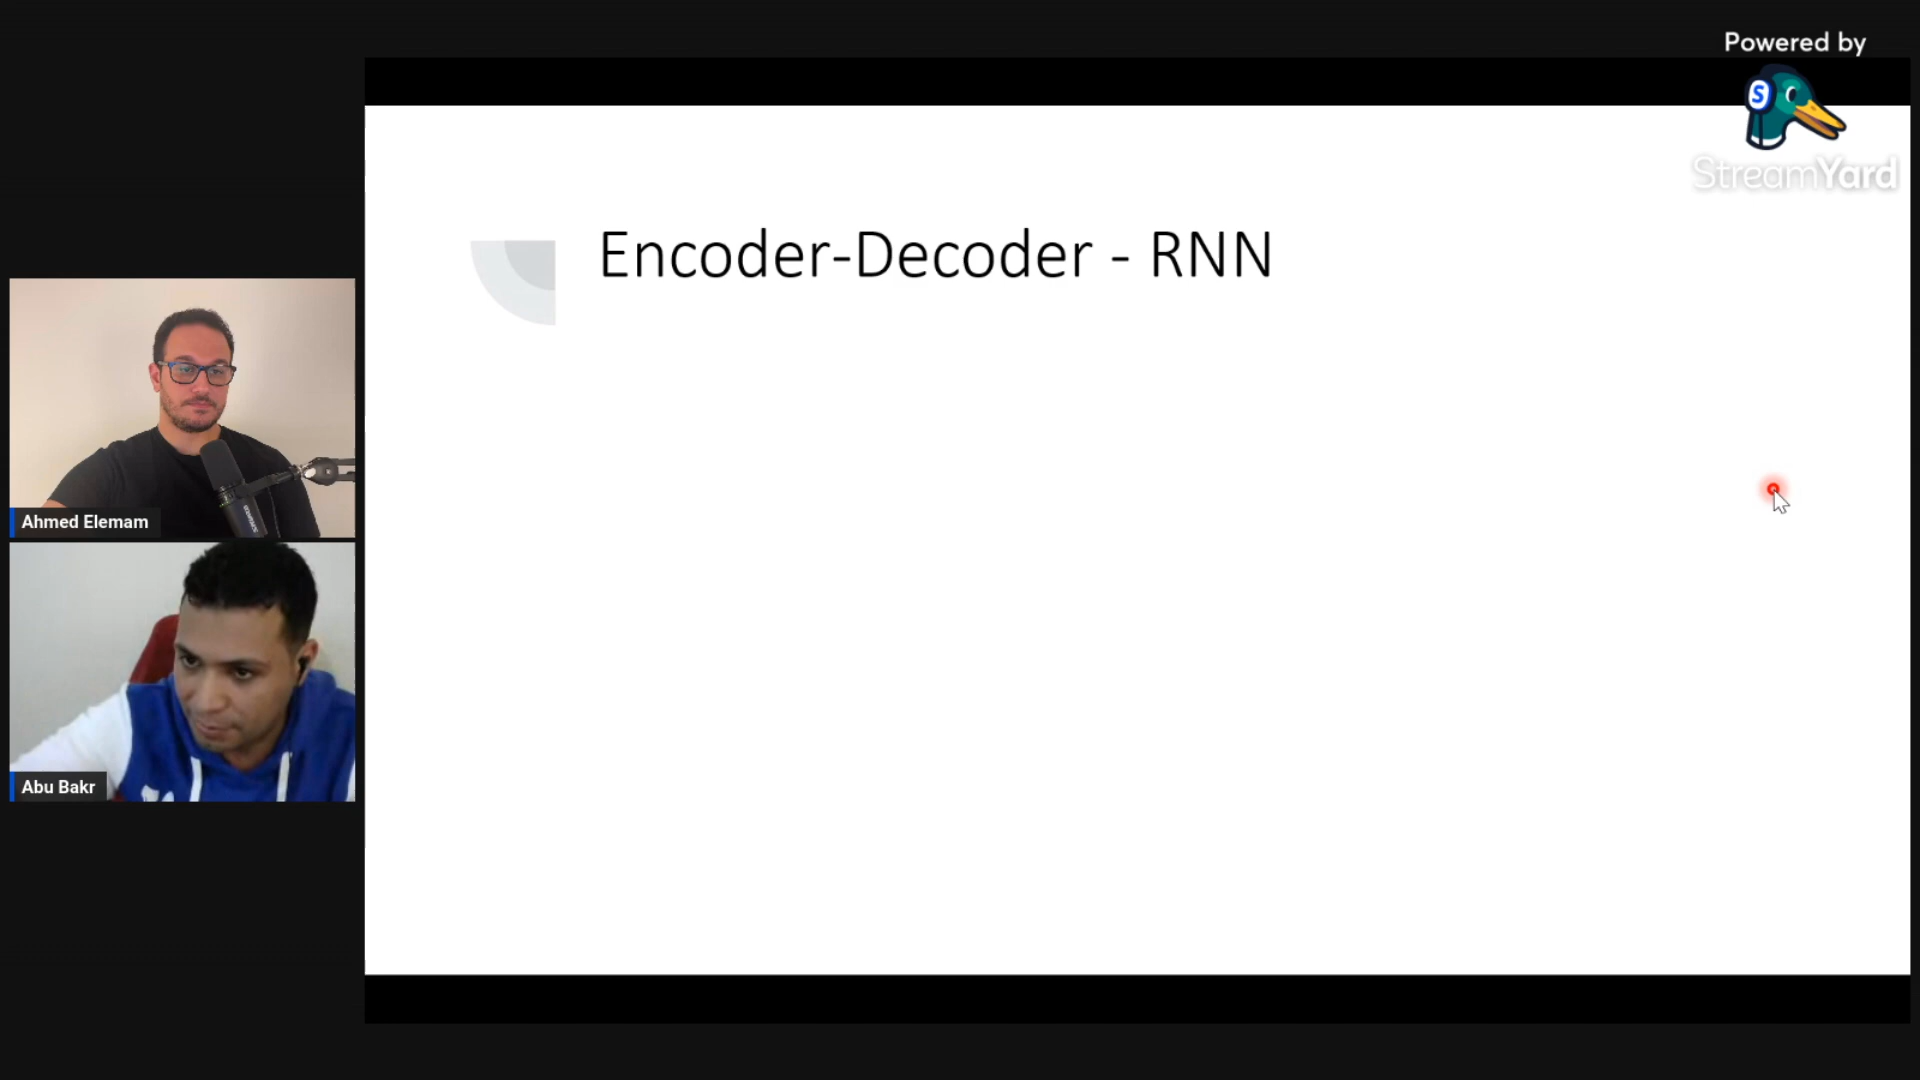 Powered by
S
StreamYard
Encoder-Decoder - RNN
Ahmed Elemam
Abu Bakr